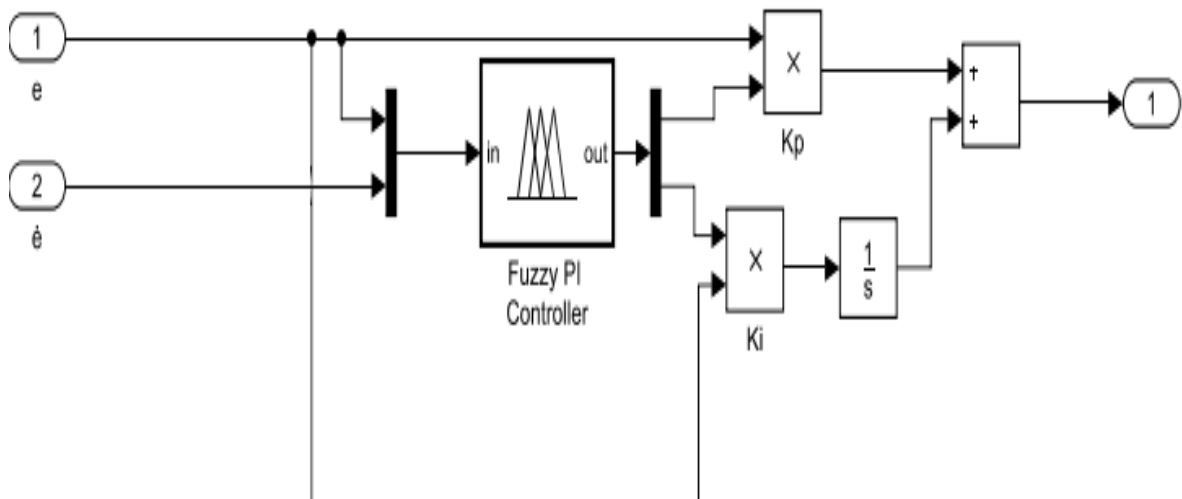 1
e
2
ė
in
out
Fuzzy PI
Controller
×
Kp
×
Ki
1
s
+
+
1